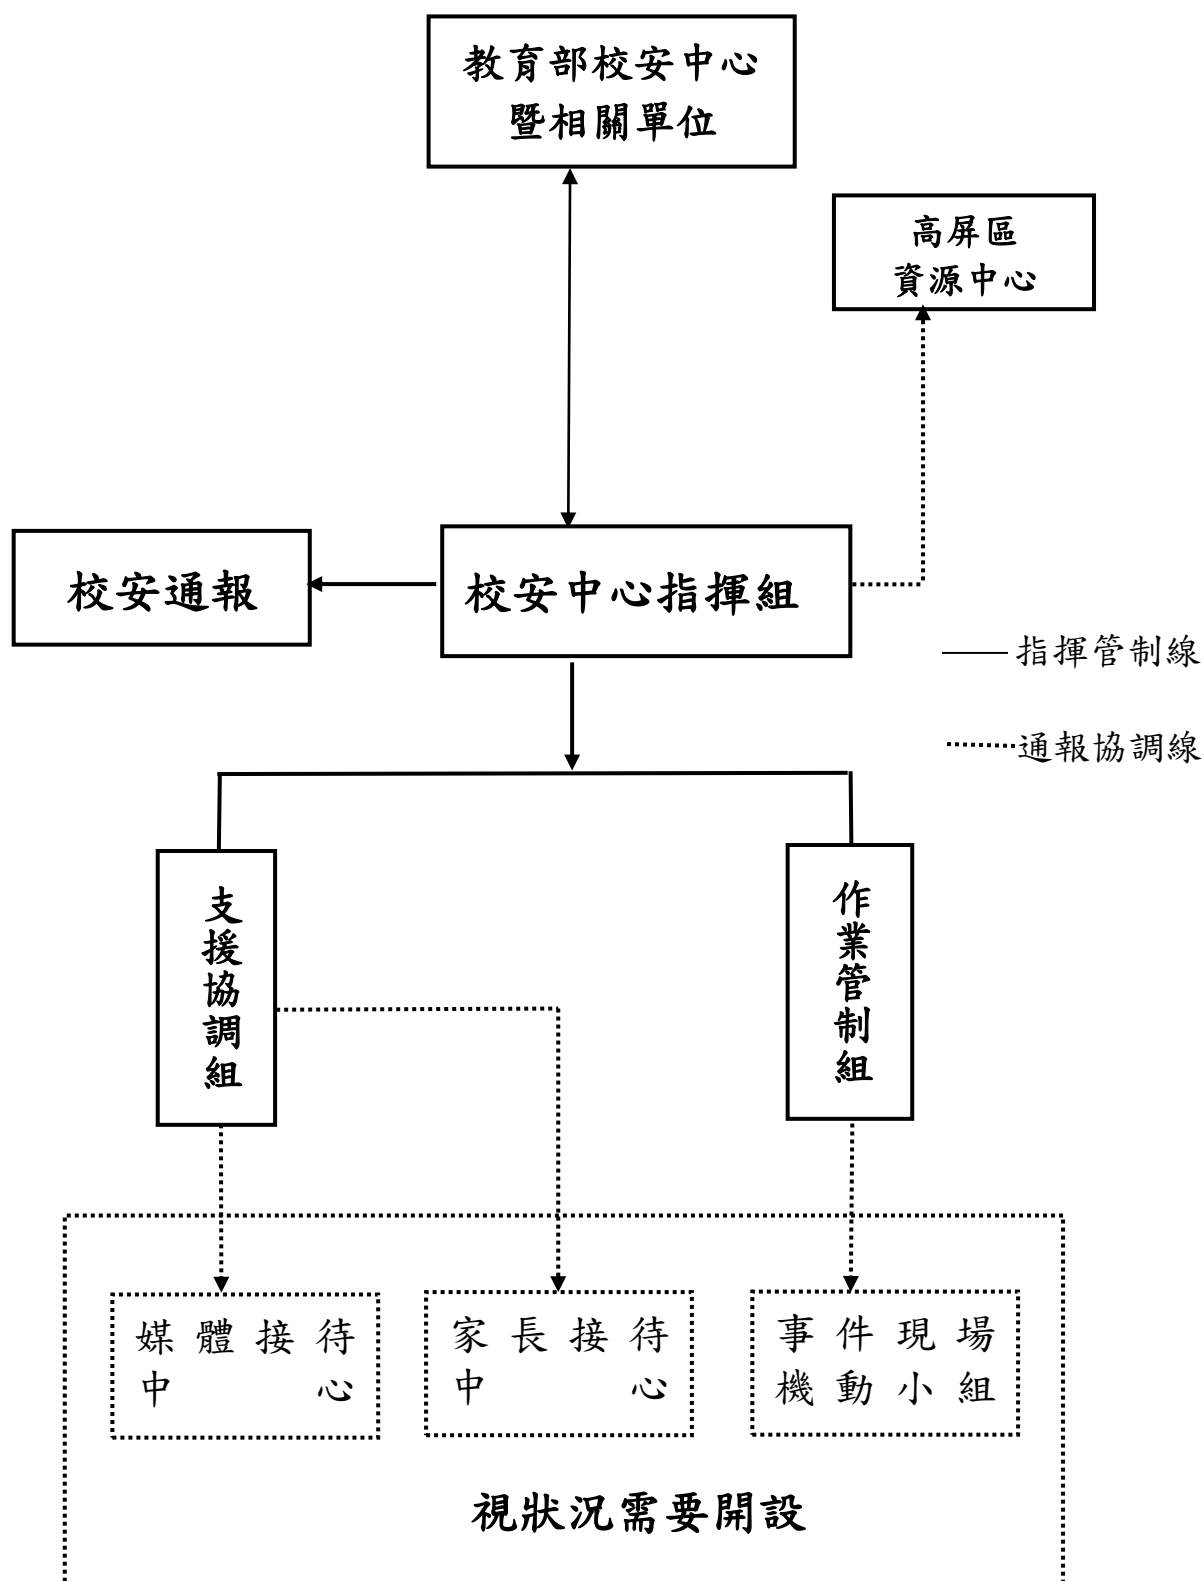 教育部校安中心
暨相關單位
高屏區
資源中心
校安通報
校安中心指揮組
指揮管制線
通報協調線
支援協調組
作業管制組
媒體接待
中心
家長接待
中心
事件現場
機動小組
視狀況需要開設